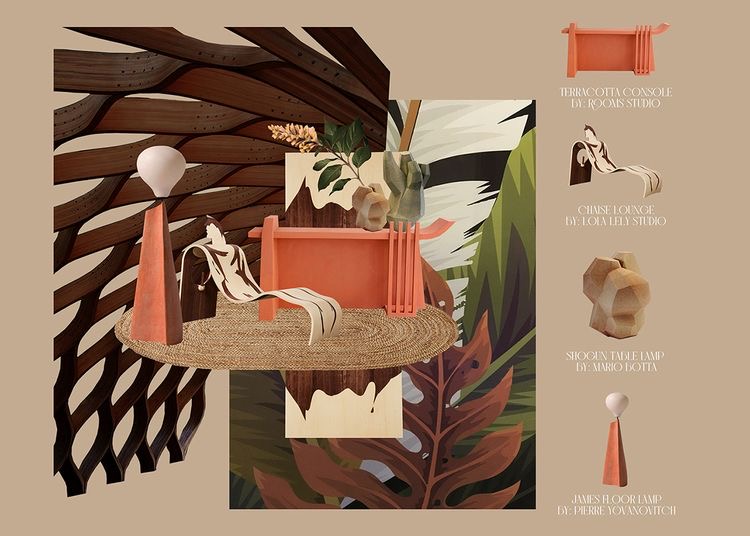 TERRACOTTA CONSOLE
BY: ROOMS STUDIO
CHAISE LOUNGE
BY: LOLA LELY STUDIO
SHOGUN TABLE LAMP
BY: MARIO BOTTA
JAMES FLOOR LAMP
BY: PIERRE YOVANOVITCH